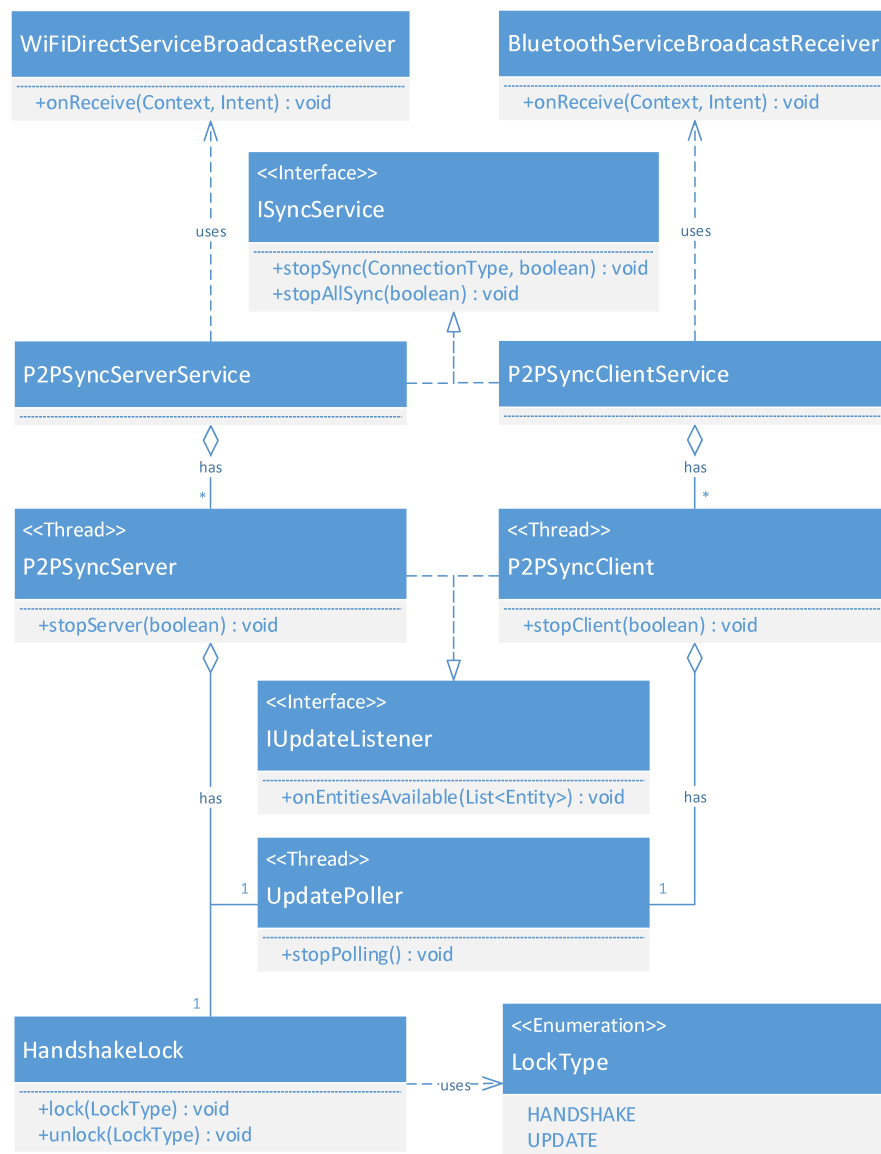 WiFiDirectServiceBroadcastReceiver
+onReceive(Context, Intent) : void
BluetoothServiceBroadcastReceiver
+onReceive(Context, Intent) : void
<<Interface>>
ISyncService
+stopSync(ConnectionType, boolean) : void
+stopAllSync(boolean) : void
uses
uses
P2PSyncServerService
P2PSyncClientService
has
*
has
*
<<Thread>>
P2PSyncServer
+stopServer(boolean) : void
<<Thread>>
P2PSyncClient
+stopClient(boolean) : void
<<Interface>>
IUpdateListener
+onEntitiesAvailable(List<Entity>) : void
has
has
<<Thread>>
UpdatePoller
+stopPolling() : void
1
1
1
HandshakeLock
+lock(LockType) : void
+unlock(LockType) : void
uses
<<Enumeration>>
LockType
HANDSHAKE
UPDATE